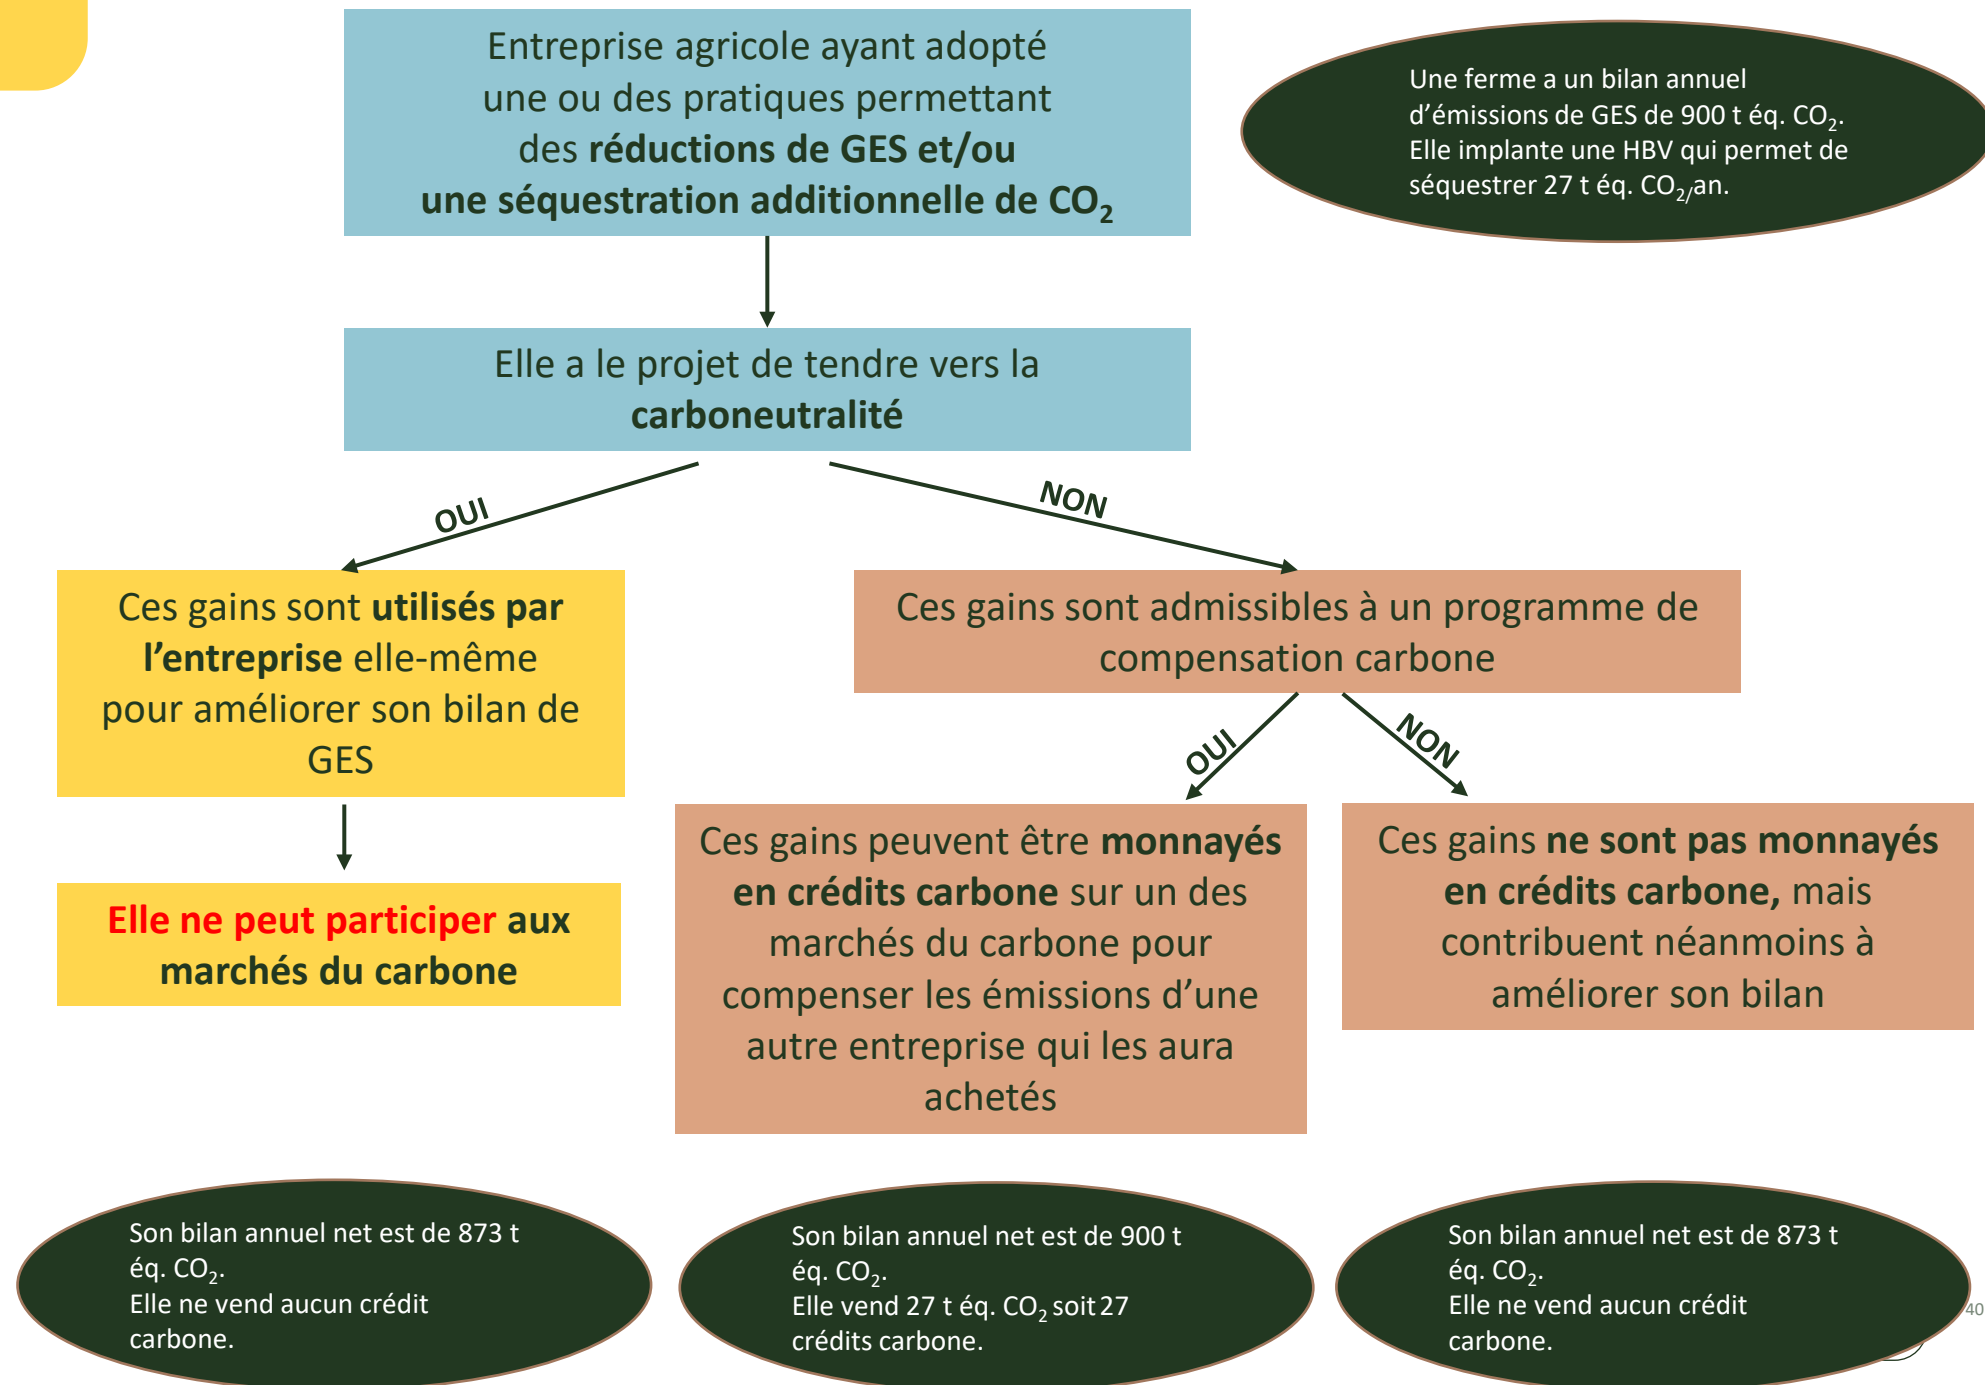 Entreprise agricole ayant adopté
une ou des pratiques permettant
des réductions de GES et/ou
une séquestration additionnelle de CO₂
Une ferme a un bilan annuel
d’émissions de GES de 900 t éq. CO₂.
Elle implante une HBV qui permet de
séquestrer 27 t éq. CO₂/an.
Elle a le projet de tendre vers la
carboneutralité
OUI
NON
Ces gains sont utilisés par
l’entreprise elle-même
pour améliorer son bilan de
GES
Ces gains sont admissibles à un programme de
compensation carbone
OUI
NON
Elle ne peut participer aux
marchés du carbone
Ces gains peuvent être monnayés
en crédits carbone sur un des
marchés du carbone pour
compenser les émissions d’une
autre entreprise qui les aura
achetés
Ces gains ne sont pas monnayés
en crédits carbone, mais
contribuent néanmoins à
améliorer son bilan
Son bilan annuel net est de 873 t
éq. CO₂.
Elle ne vend aucun crédit
carbone.
Son bilan annuel net est de 900 t
éq. CO₂.
Elle vend 27 t éq. CO₂ soit 27
crédits carbone.
Son bilan annuel net est de 873 t
éq. CO₂.
Elle ne vend aucun crédit
carbone.
40